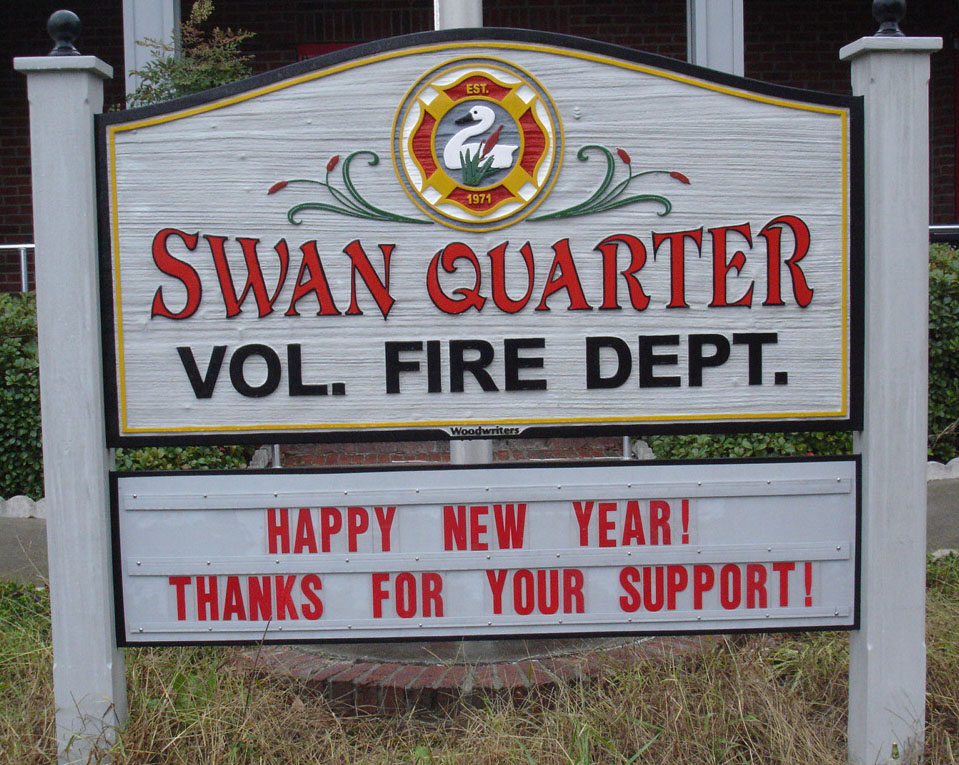 EST.
1971
SWAN QUARTER
VOL. FIRE DEPT.
Woodwriters
HAPPY NEW YEAR!
THANKS FOR YOUR SUPPORT!